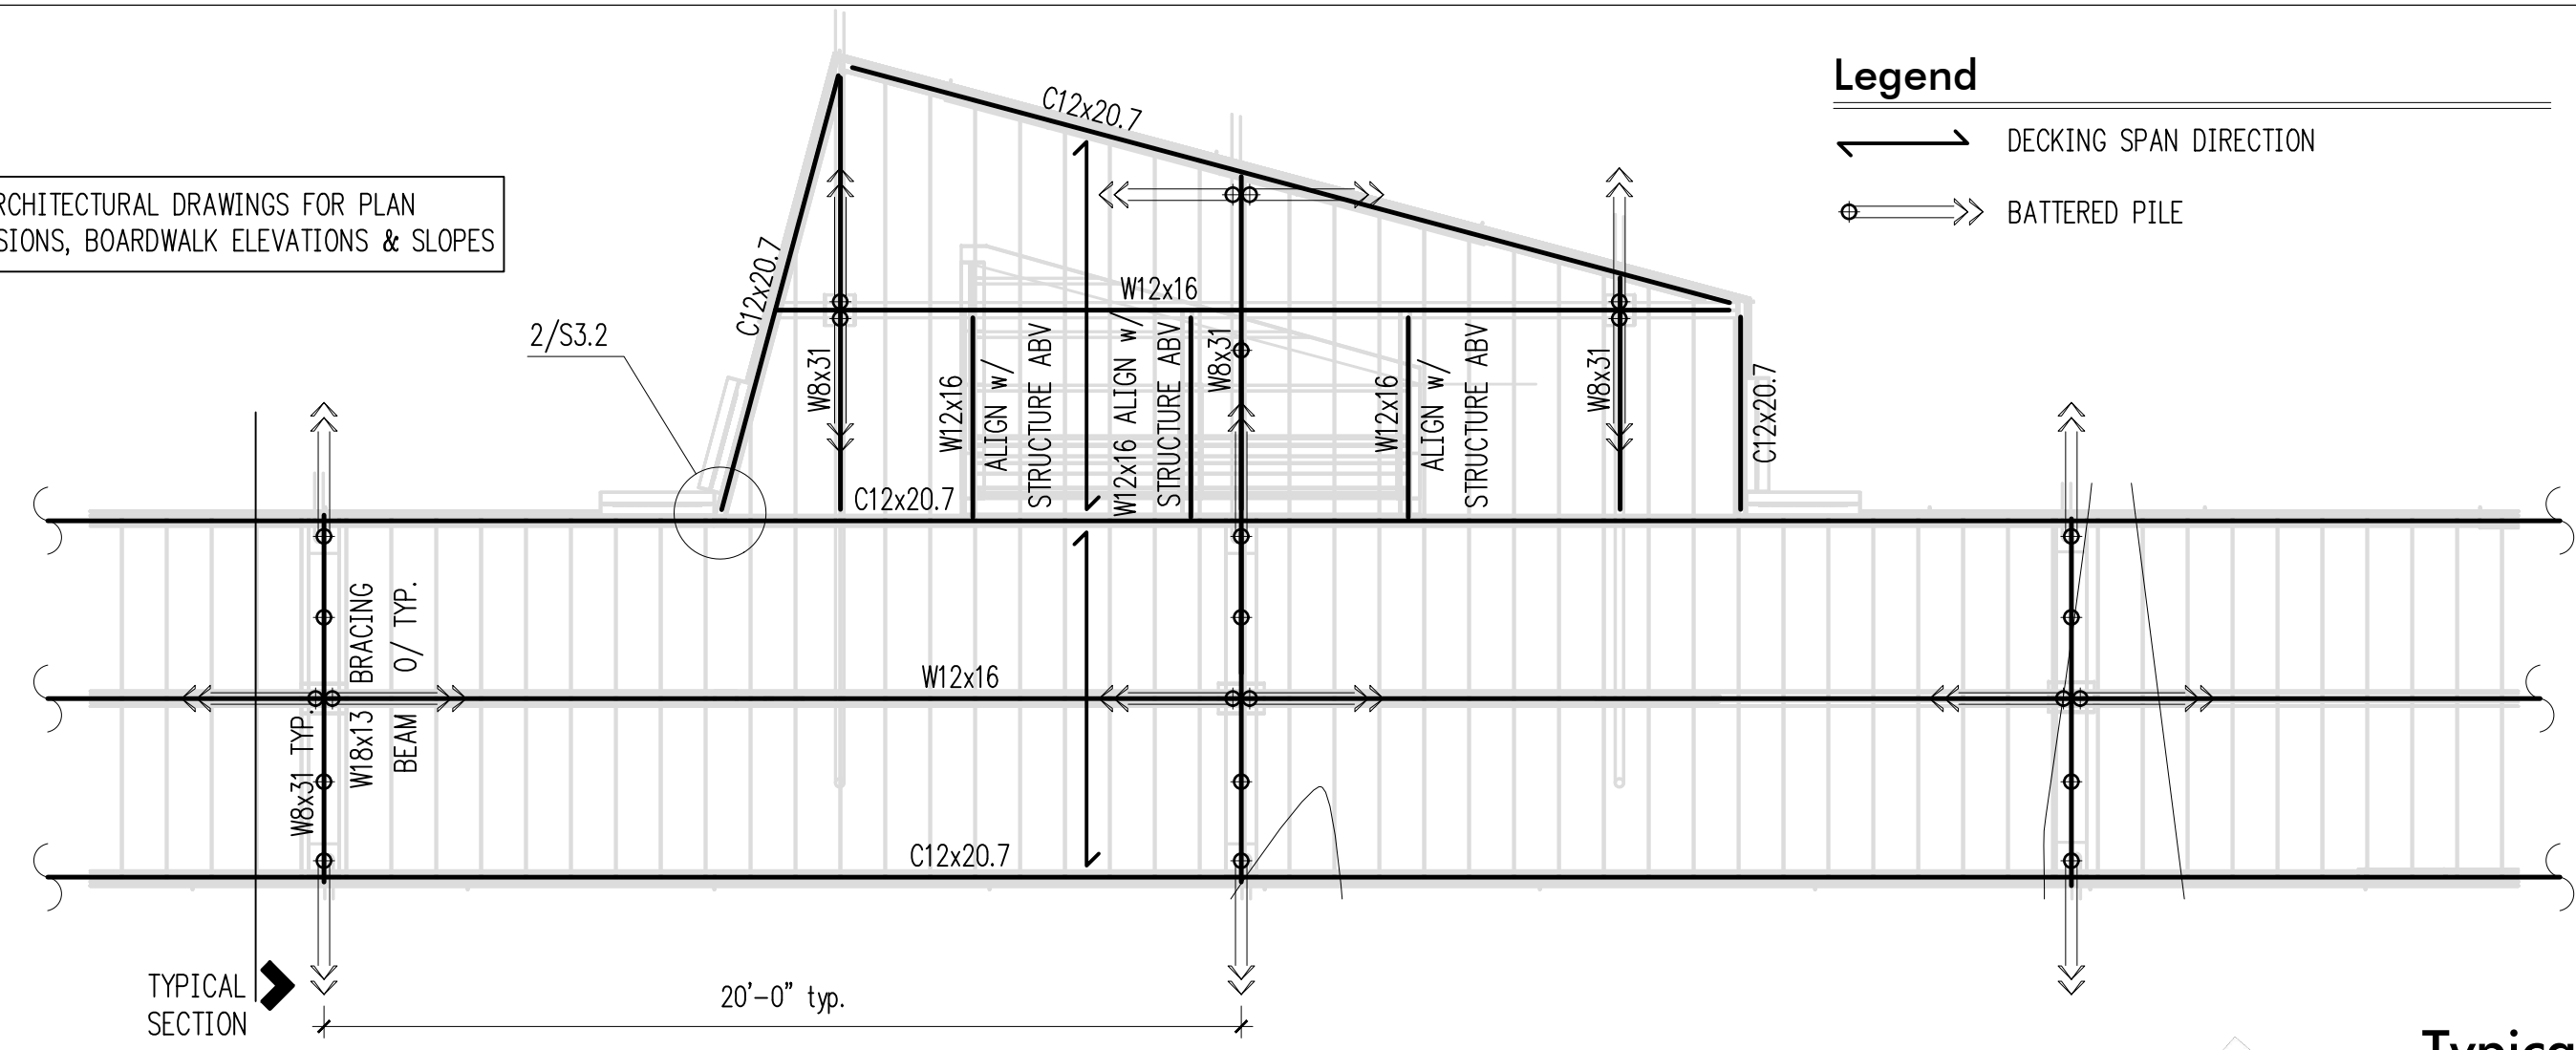 Legend
DECKING SPAN DIRECTION
BATTERED PILE
DRAWINGS FOR PLAN
BOARDWALK ELEVATIONS & SLOPES
C12x20.7
C12x20.7
W12x16
2/S3.2
W8x31
W12x16
ALIGN w/
STRUCTURE ABV
W12x16 ALIGN w/
STRUCTURE ABV
W8x31
W12x16
ALIGN w/
STRUCTURE ABV
W8x31
C12x20.7
C12x20.7
W18x13 BRACING
BEAM O/ TYP.
W8x31 TYP.
W12x16
C12x20.7
TYPICAL
SECTION
20'-0" typ.